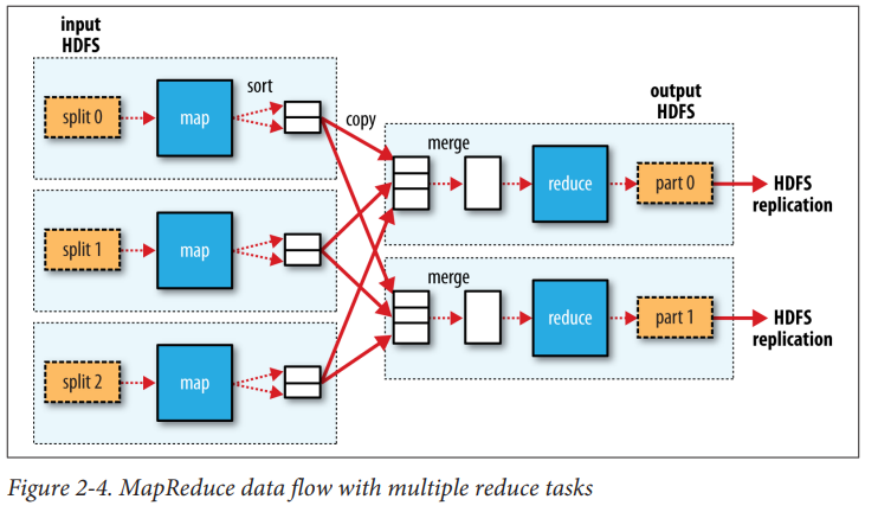 input
HDFS
split 0
map
sort
copy
split 1
map
split 2
map
output
HDFS
merge
reduce
part 0
HDFS
replication
merge
reduce
part 1
HDFS
replication
Figure 2-4. MapReduce data flow with multiple reduce tasks